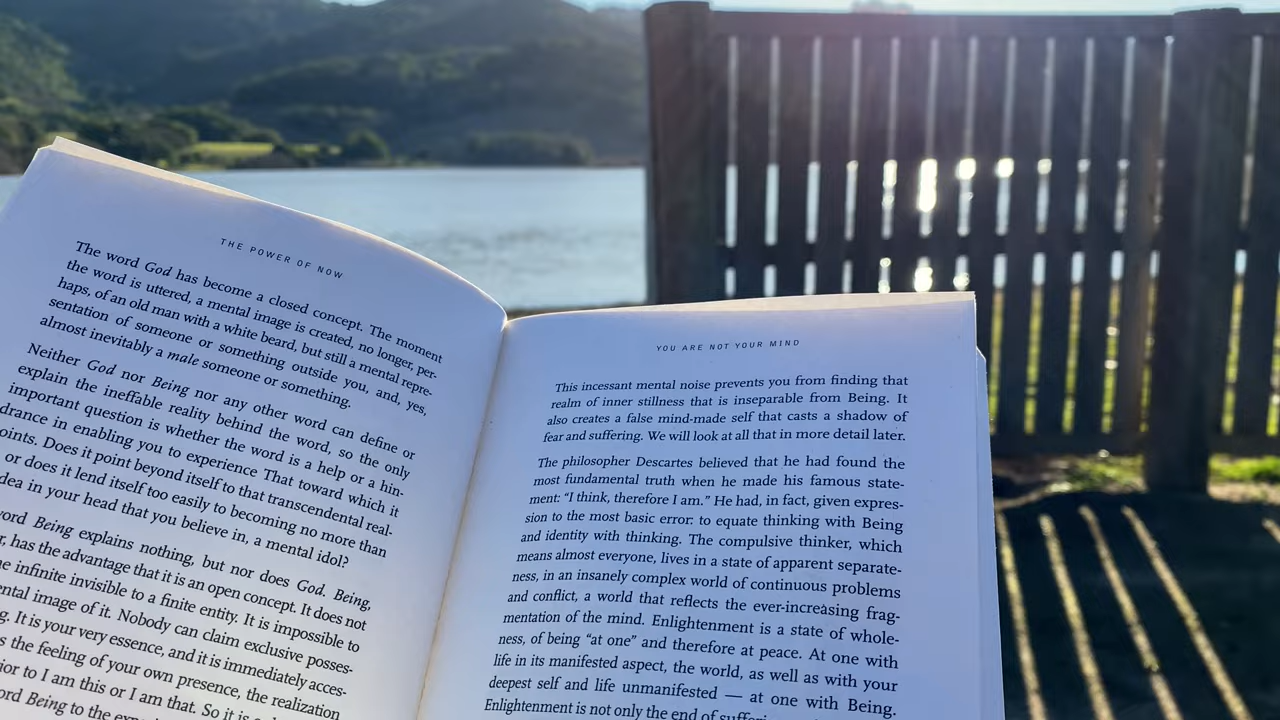 THE POWER OF NOW
The word God has become a closed concept. The moment
the word is uttered, a mental image is created, no longer, per-
haps, of an old man with a white beard, but still a mental repre-
sentation of someone or something outside you, and, yes,
almost inevitably a male someone or something.
Neither God nor Being nor any other word can define or
explain the ineffable reality behind the word, so the only
important question is whether the word is a help or a hin-
drance in enabling you to experience That toward which it
points. Does it point beyond itself to that transcendental real-
or does it lend itself too easily to becoming no more than
idea in your head that you believe in, a mental idol?
word Being explains nothing, but nor does God. Being,
has the advantage that it is an open concept. It does not
infinite invisible to a finite entity. It is impossible to
mental image of it. Nobody can claim exclusive posses-
It is your very essence, and it is immediately acces-
the feeling of your own presence, the realization
prior to I am this or I am that. So it is
word Being to the
YOU ARE NOT YOUR MIND
This incessant mental noise prevents you from finding that
realm of inner stillness that is inseparable from Being. It
also creates a false mind-made self that casts a shadow of
fear and suffering. We will look at all that in more detail later.
The philosopher Descartes believed that he had found the
most fundamental truth when he made his famous state-
ment: “I think, therefore I am.” He had, in fact, given expres-
sion to the most basic error: to equate thinking with Being
and identity with thinking. The compulsive thinker, which
means almost everyone, lives in a state of apparent separate-
ness, in an insanely complex world of continuous problems
and conflict, a world that reflects the ever-increasing frag-
mentation of the mind. Enlightenment is a state of whole-
ness, of being “at one” and therefore at peace. At one with
life in its manifested aspect, the world, as well as with your
deepest self and life unmanifested — at one with Being.
Enlightenment is not only the end of